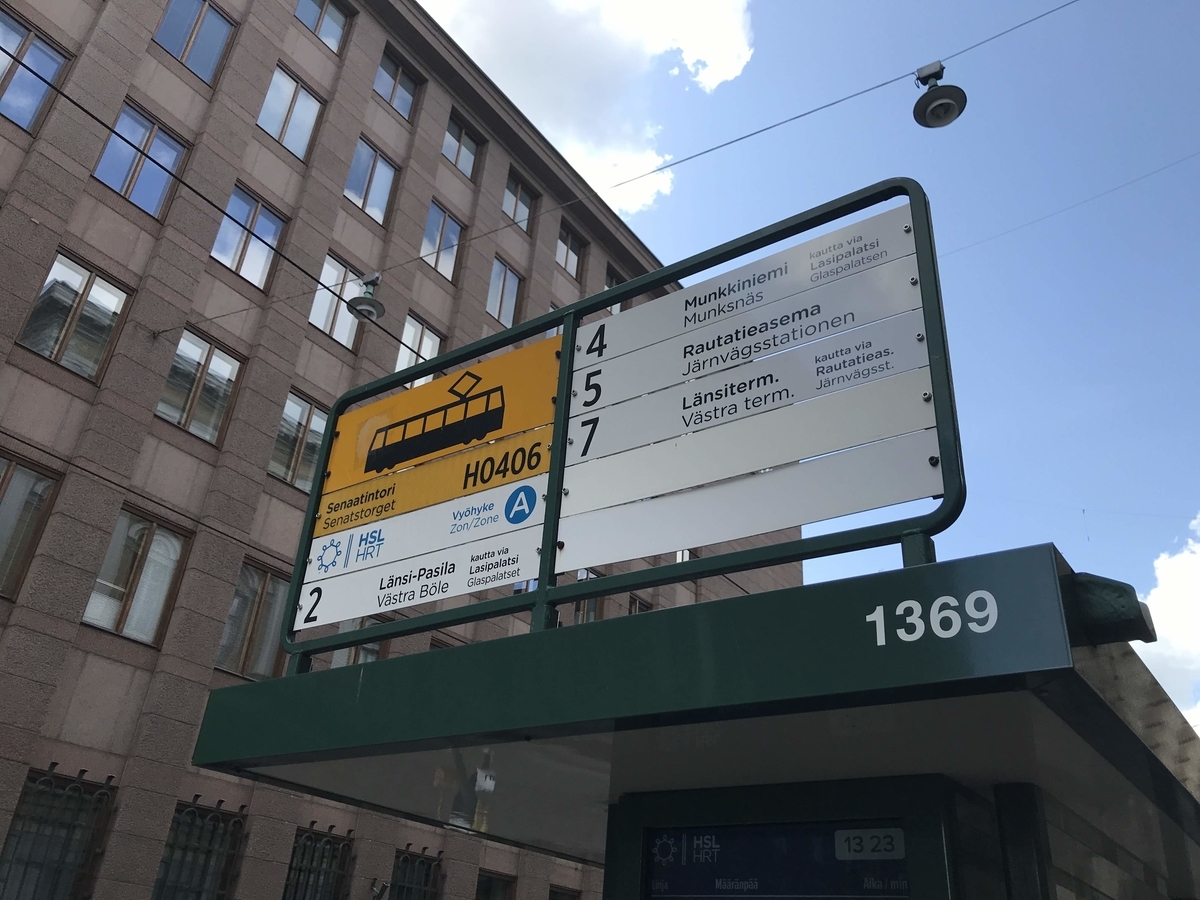 H0406
Senaatintori
Senatstorget
HSL
HRT
Vyöhyke
Zon/Zone
A
2
Länsi-Pasila
Västra Böle
kautta via
Lasipalatsi
Glaspalatset
4
Munkkiniemi
Munksnäs
kautta via
Lasipalatsi
Glaspalatsen
5
Rautatieasema
Järnvägsstationen
7
Länsiterm.
Västra term.
kautta via
Rautatieas.
Järnvägsst.
1369
HSL
HRT
13 23
Linja Määränpää Aika / min